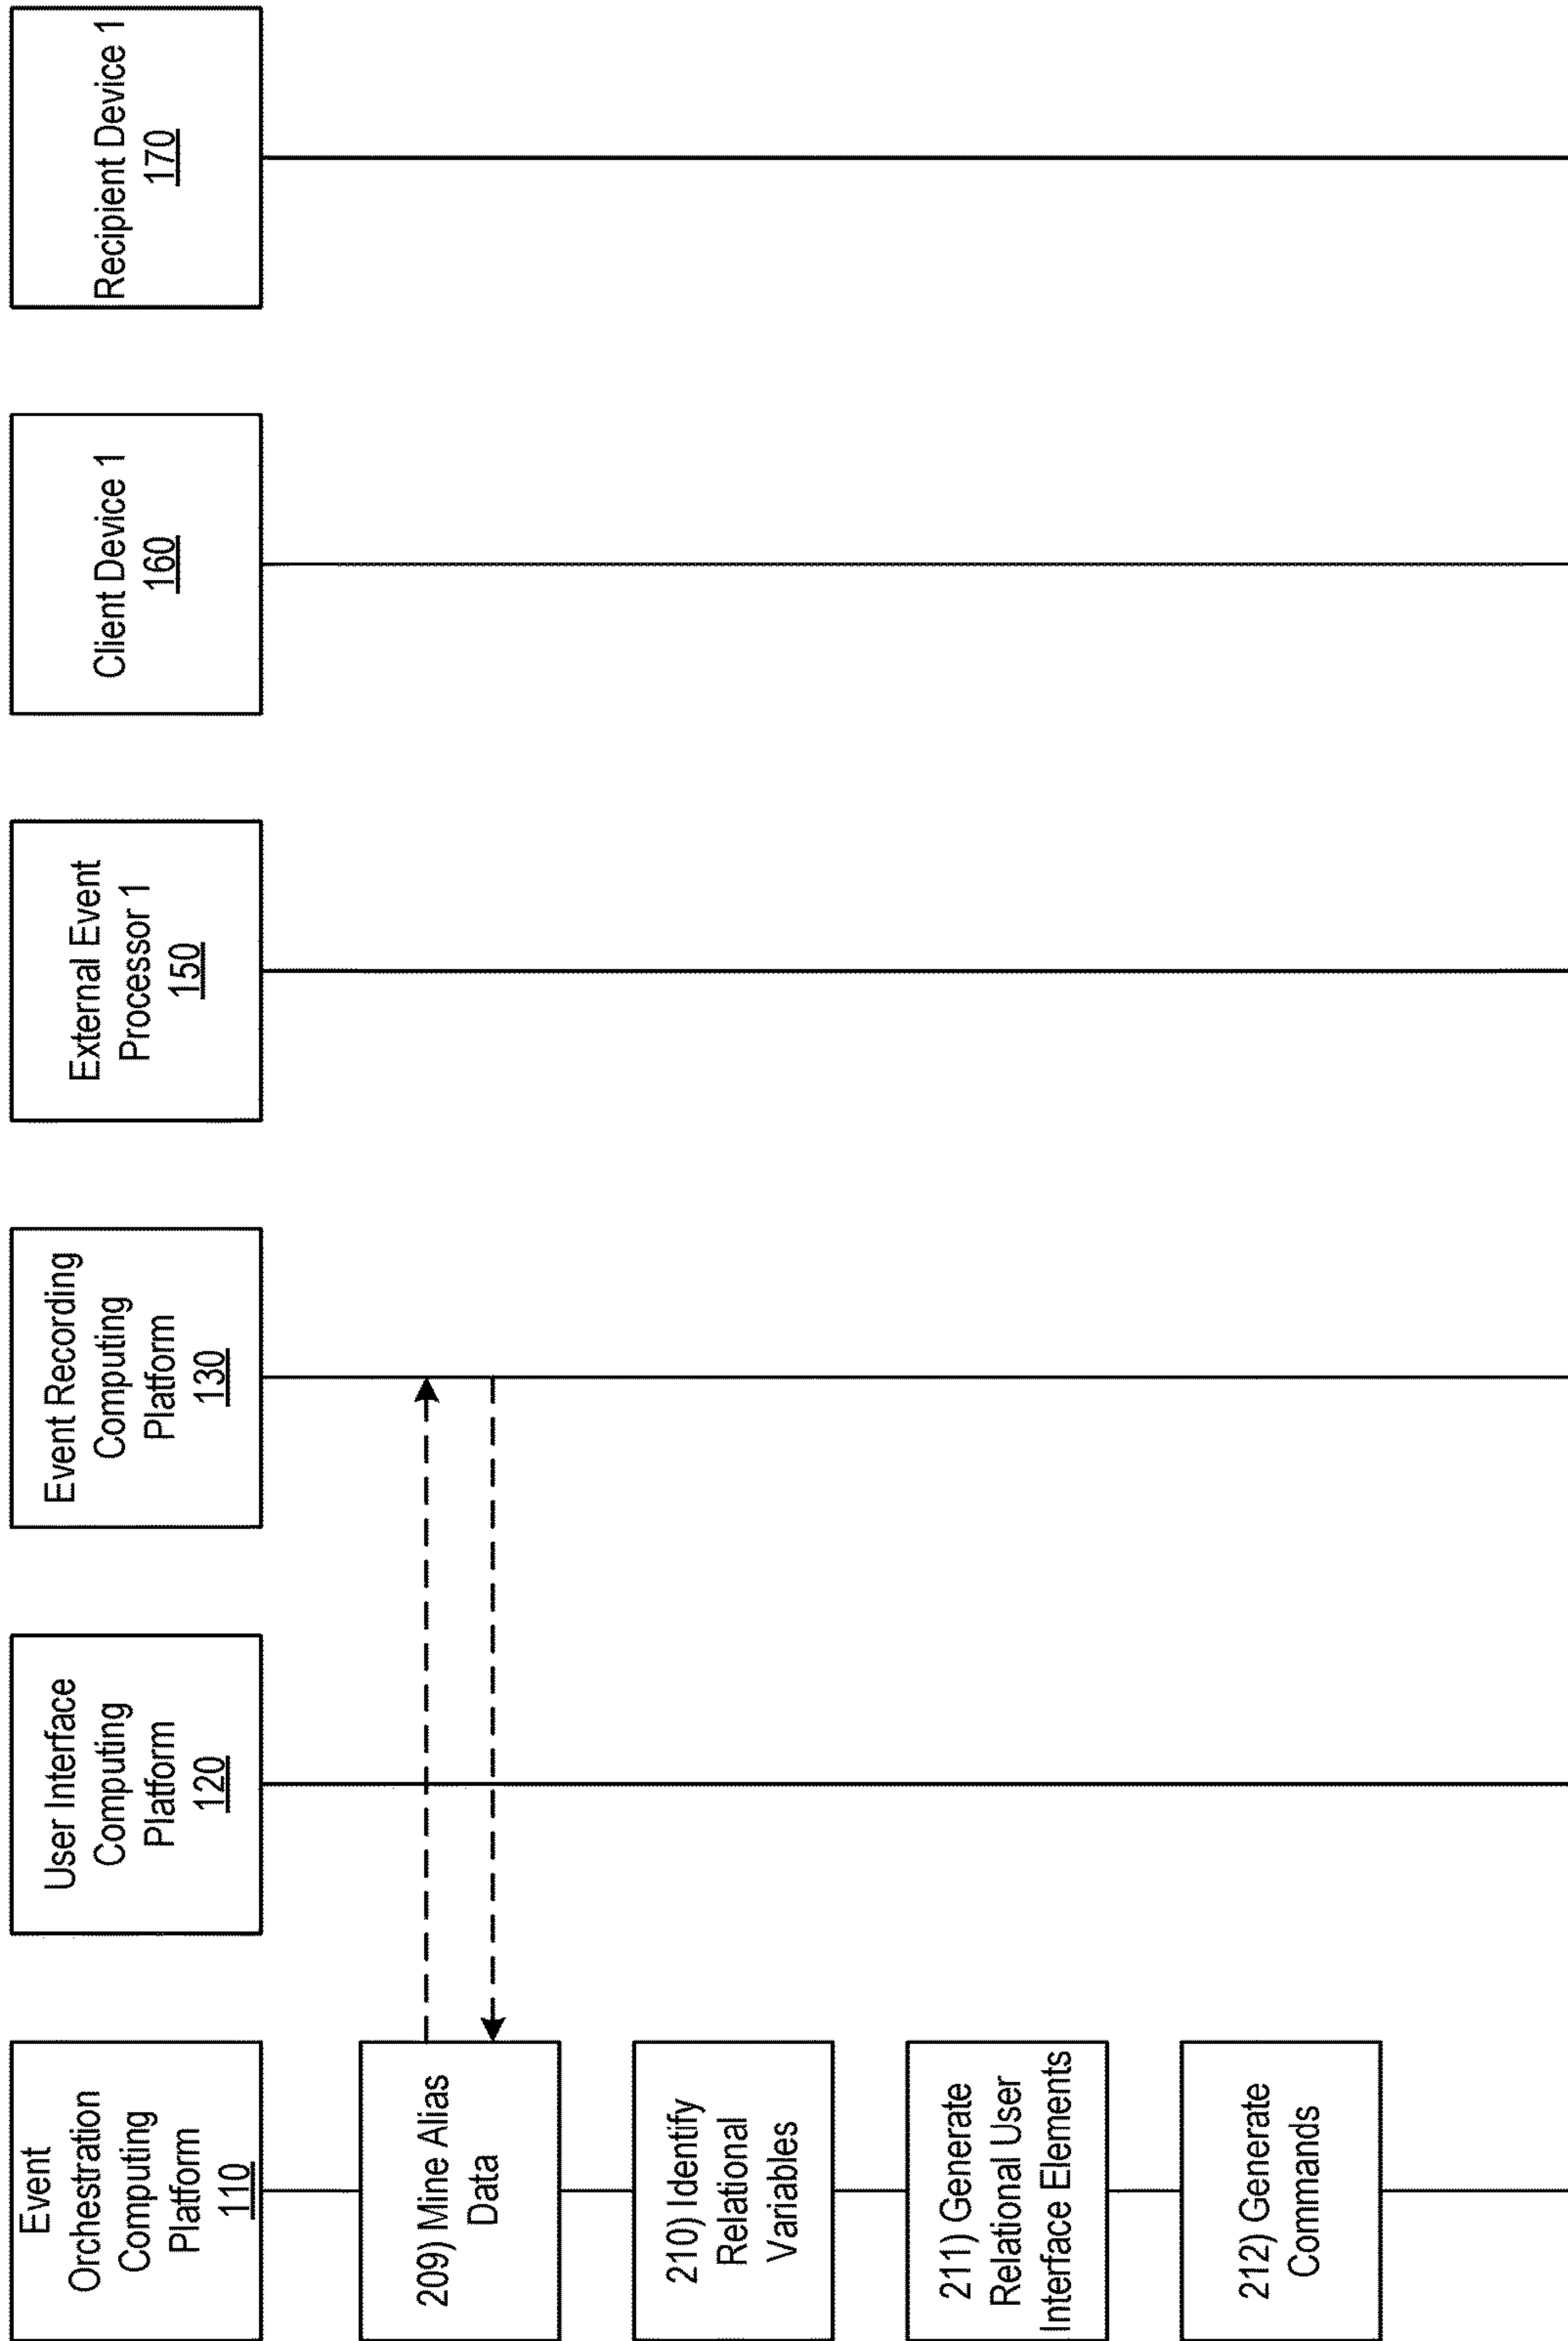 Event
Orchestration
Computing
Platform
110
User Interface
Computing
Platform
120
Event Recording
Computing
Platform
130
External Event
Processor 1
150
Client Device 1
160
Recipient Device 1
170
209) Mine Alias
Data
210) Identify
Relational
Variables
211) Generate
Relational User
Interface Elements
212) Generate
Commands